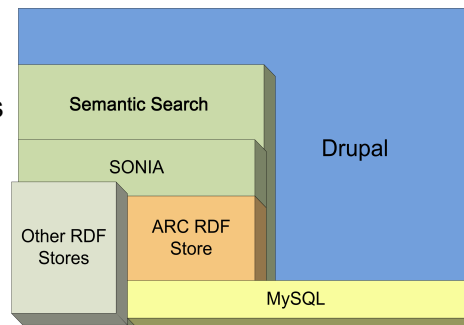 s
Semantic Search
Drupal
SONIA
Other RDF
Stores
ARC RDF
Store
MySQL